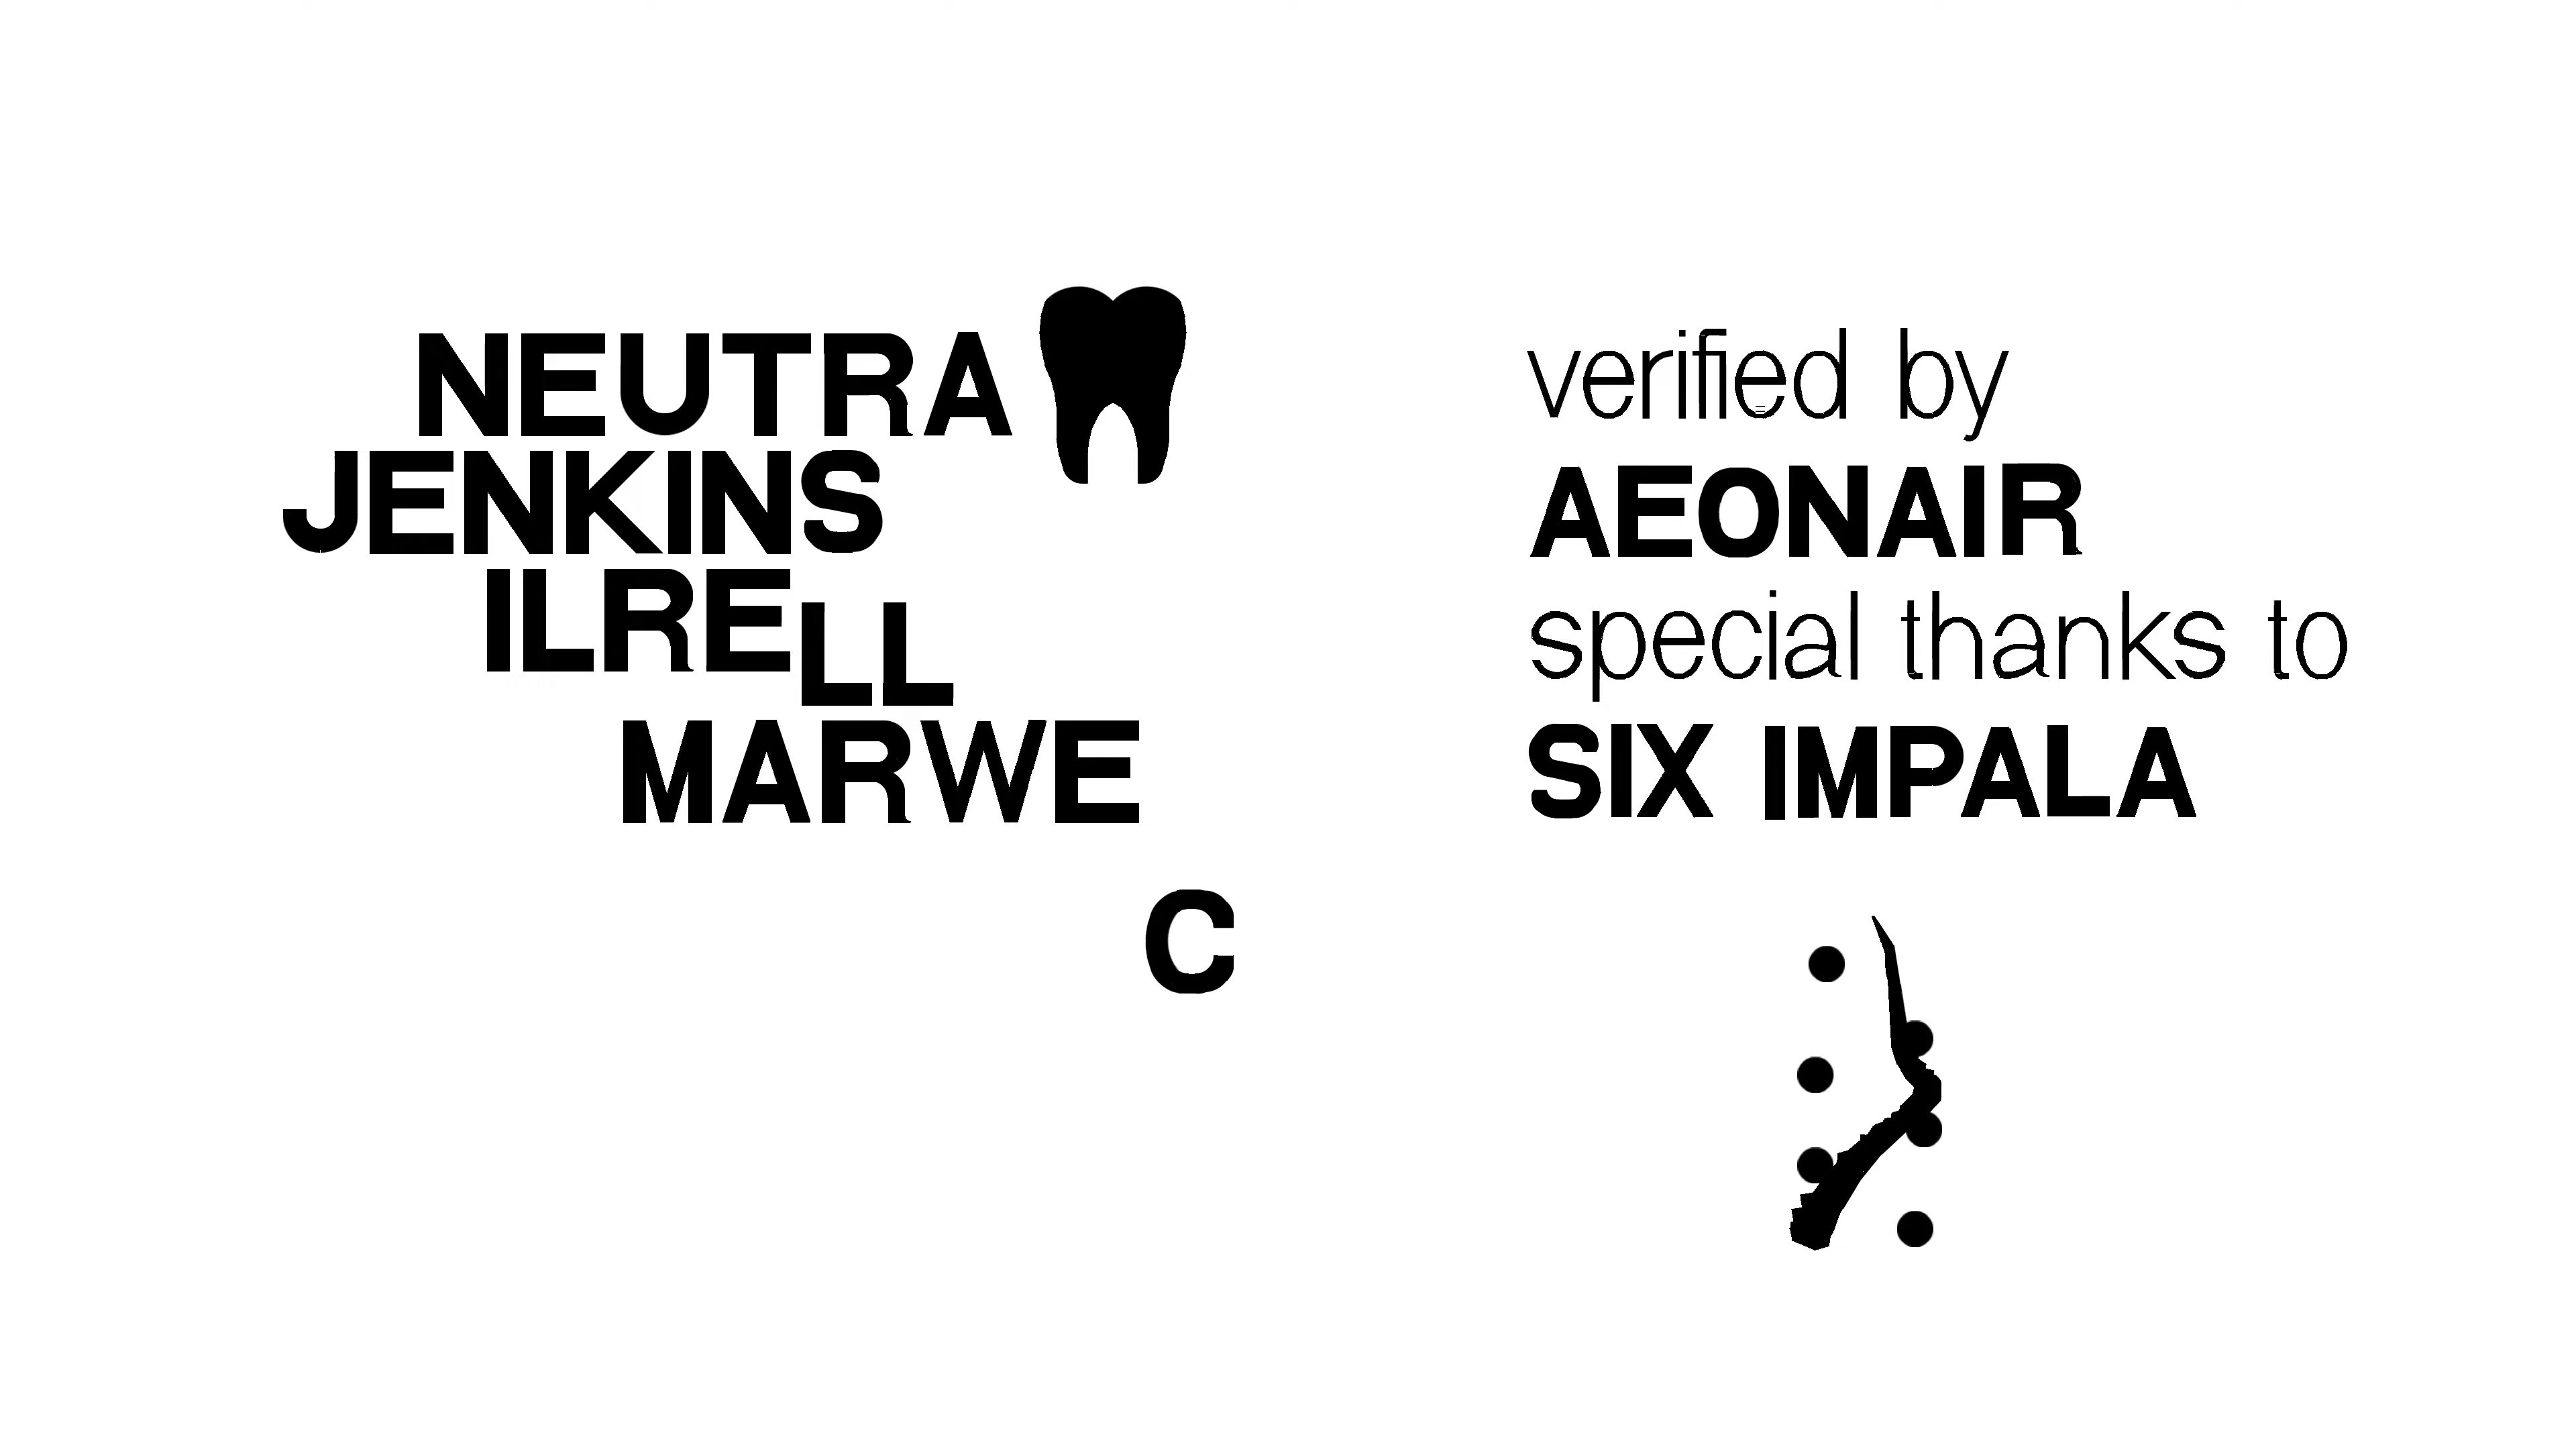 NEUTRA
JENKINS
ILRELL
MARWE
C
verified by
AEONAIR
special thanks to
SIX IMPALA